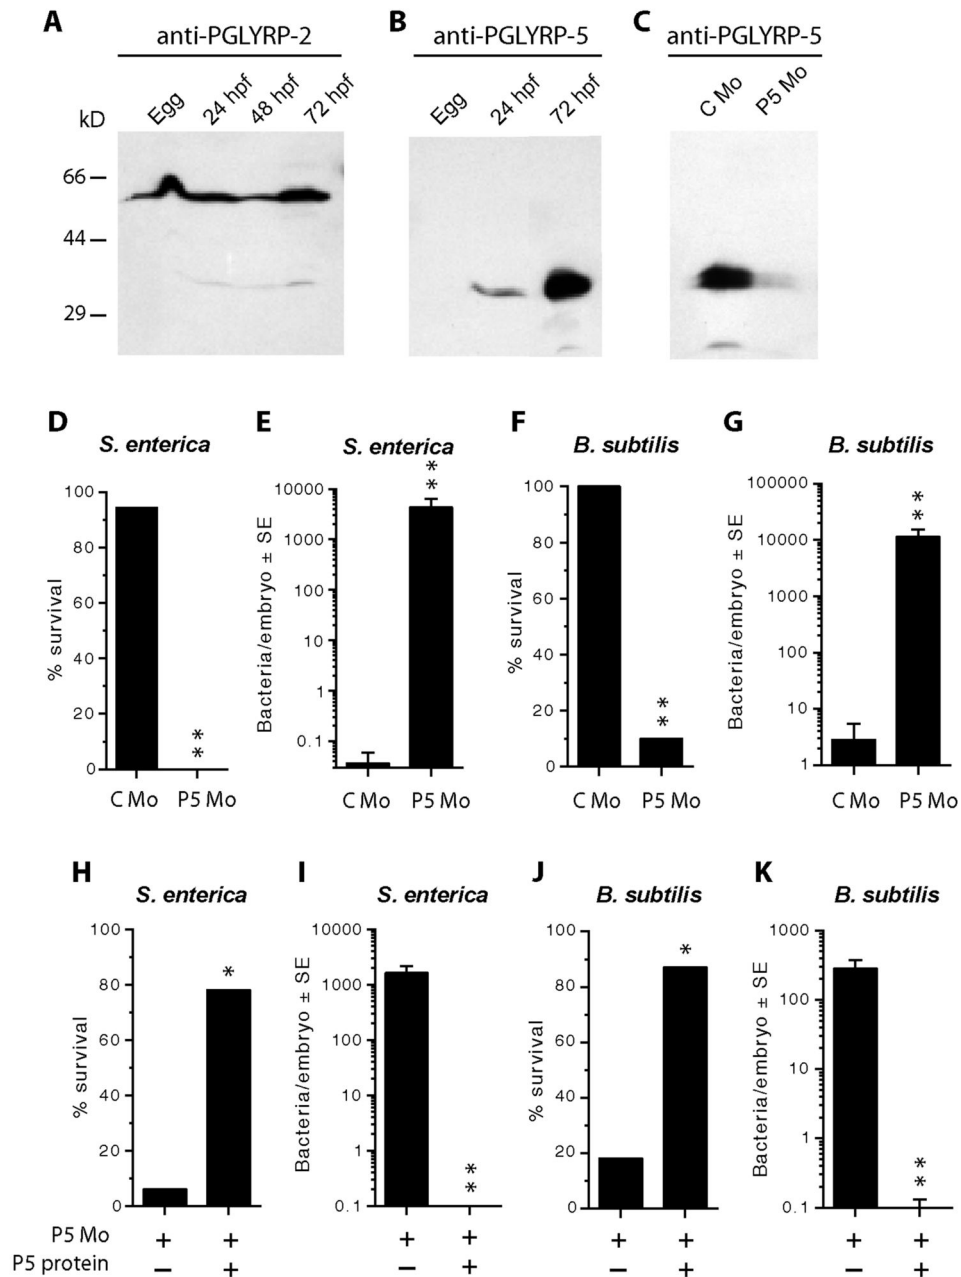 A
anti-PGLYRP-2
B
anti-PGLYRP-5
C
anti-PGLYRP-5
Egg
24 hpf
48 hpf
72 hpf
Egg
24 hpf
72 hpf
C Mo
P5 Mo
kD
66
44
29
D
S. enterica
E
S. enterica
F
B. subtilis
G
B. subtilis
% survival
100
80
60
40
20
0
**
C Mo
P5 Mo
Bacteria/embryo ± SE
10000
1000
100
10
1
0.1
**
C Mo
P5 Mo
% survival
100
80
60
40
20
0
**
C Mo
P5 Mo
Bacteria/embryo ± SE
100000
10000
1000
100
10
1
**
C Mo
P5 Mo
H
S. enterica
I
S. enterica
J
B. subtilis
K
B. subtilis
% survival
100
80
60
40
20
0
*
Bacteria/embryo ± SE
10000
1000
100
10
1
0.1
**
% survival
100
80
60
40
20
0
*
Bacteria/embryo ± SE
1000
100
10
1
0.1
**
P5 Mo + + + + + + + +
P5 protein − + − + − + − +